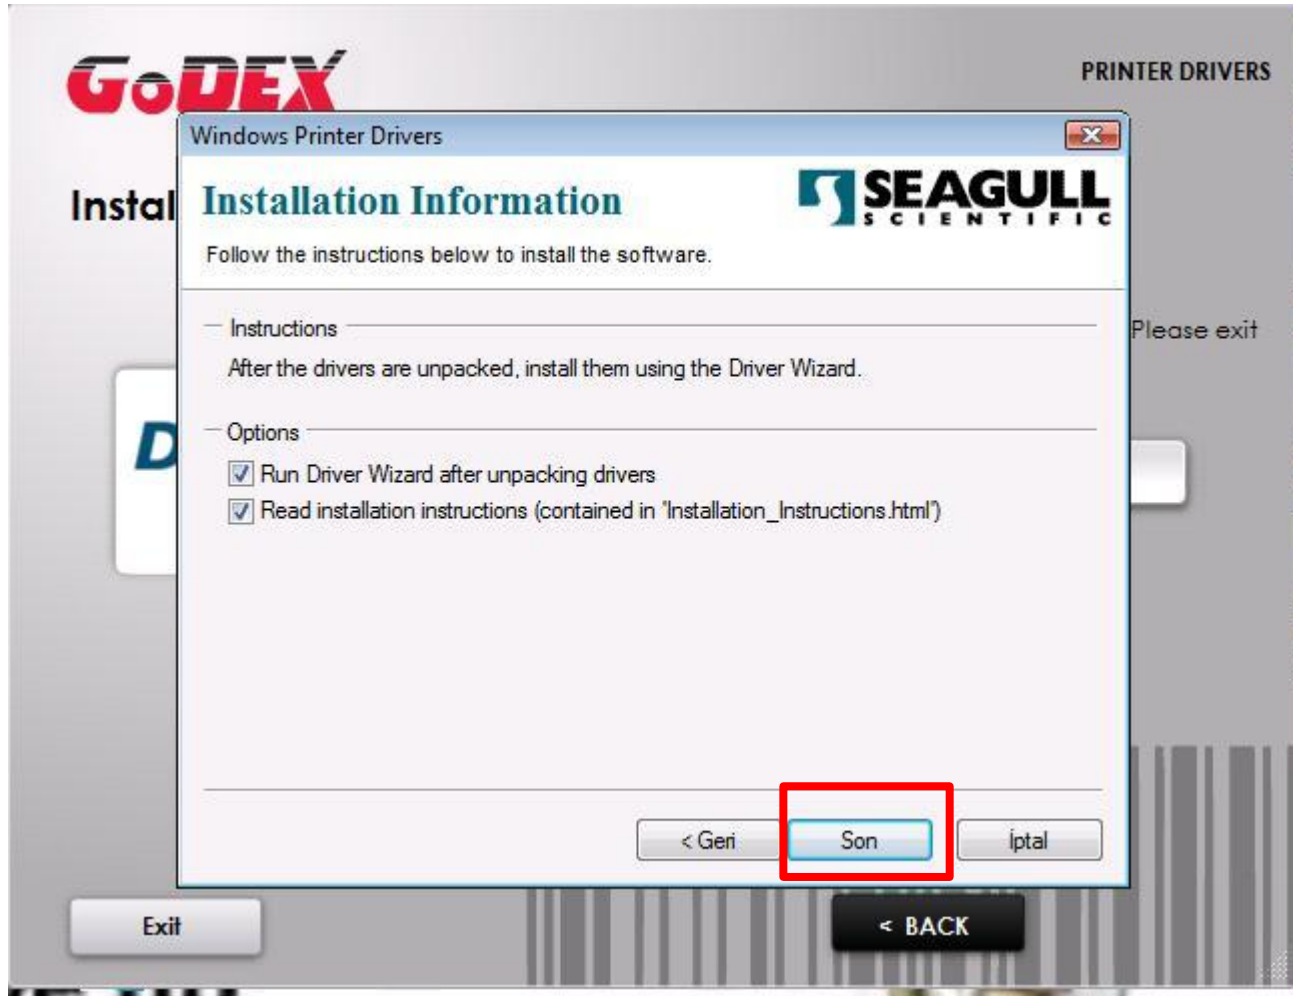 GoDEX
PRINTER DRIVERS
Windows Printer Drivers
Instal
Installation Information
SEAGULL
SCIENTIFIC
Follow the instructions below to install the software.
Instructions
Please exit
After the drivers are unpacked, install them using the Driver Wizard.
Options
D
Run Driver Wizard after unpacking drivers
Read installation instructions (contained in 'Installation_Instructions.html')
< Geri
Son
İptal
Exit
< BACK